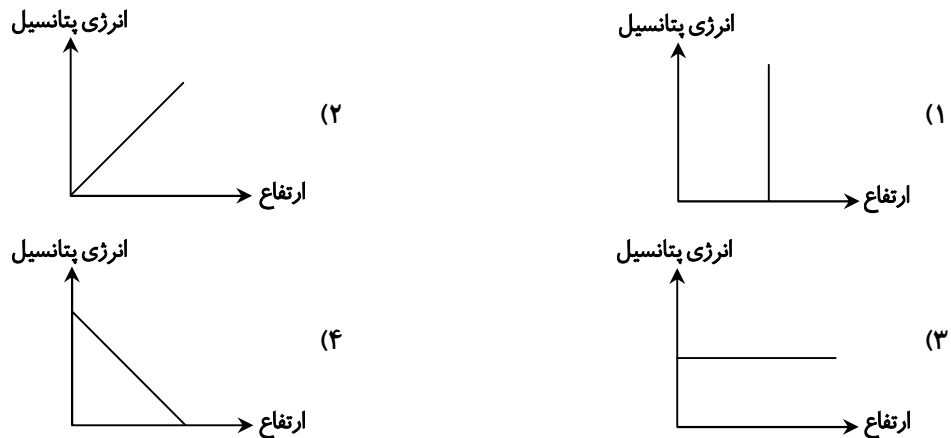 انرژی پتانسیل
۱)
ارتفاع
انرژی پتانسیل
۲)
ارتفاع
انرژی پتانسیل
۳)
ارتفاع
انرژی پتانسیل
۴)
ارتفاع